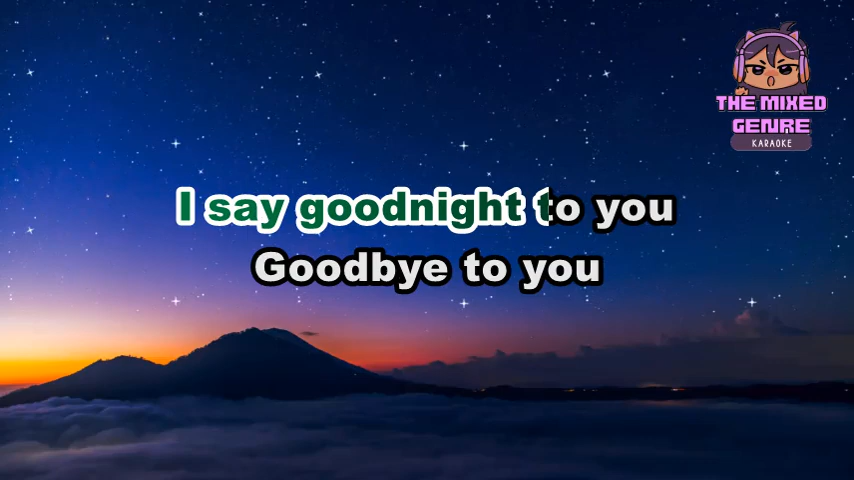 THE MIXED
GENRE
KARAOKE
I say goodnight to you
Goodbye to you